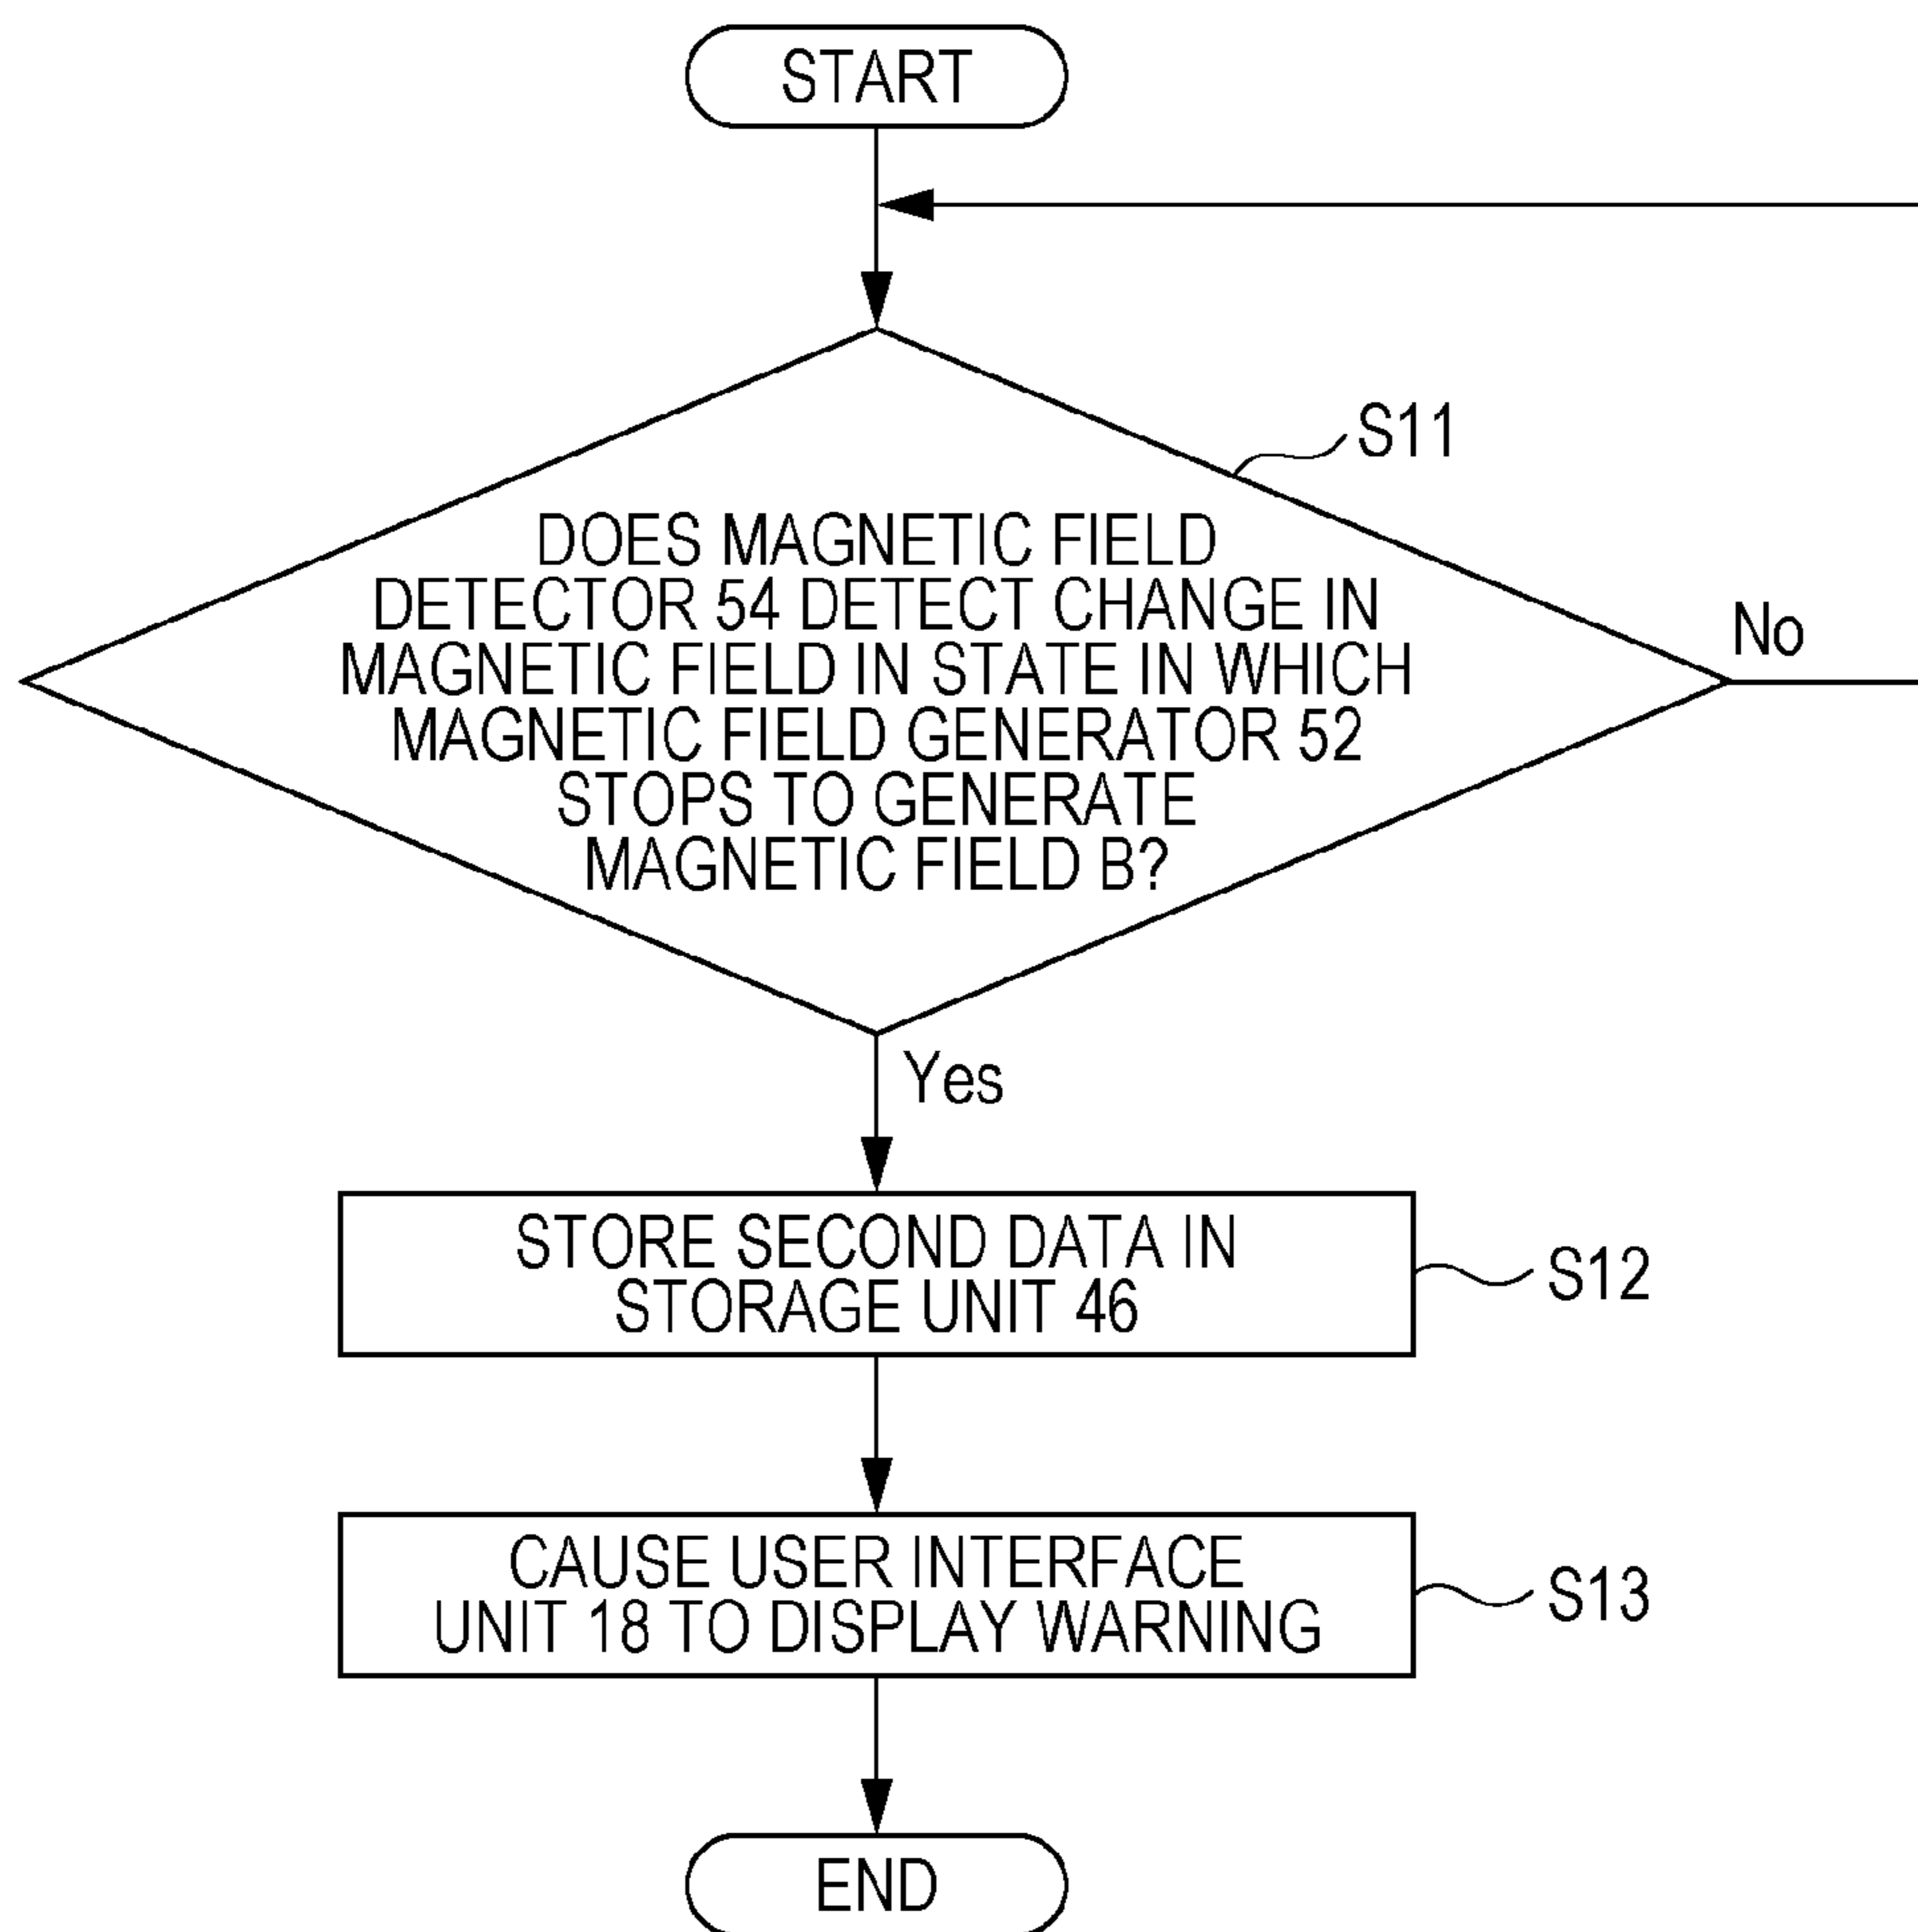 START
S11
DOES MAGNETIC FIELD
DETECTOR 54 DETECT CHANGE IN
MAGNETIC FIELD IN STATE IN WHICH
MAGNETIC FIELD GENERATOR 52
STOPS TO GENERATE
MAGNETIC FIELD B?
No
Yes
STORE SECOND DATA IN
STORAGE UNIT 46
S12
CAUSE USER INTERFACE
UNIT 18 TO DISPLAY WARNING
S13
END